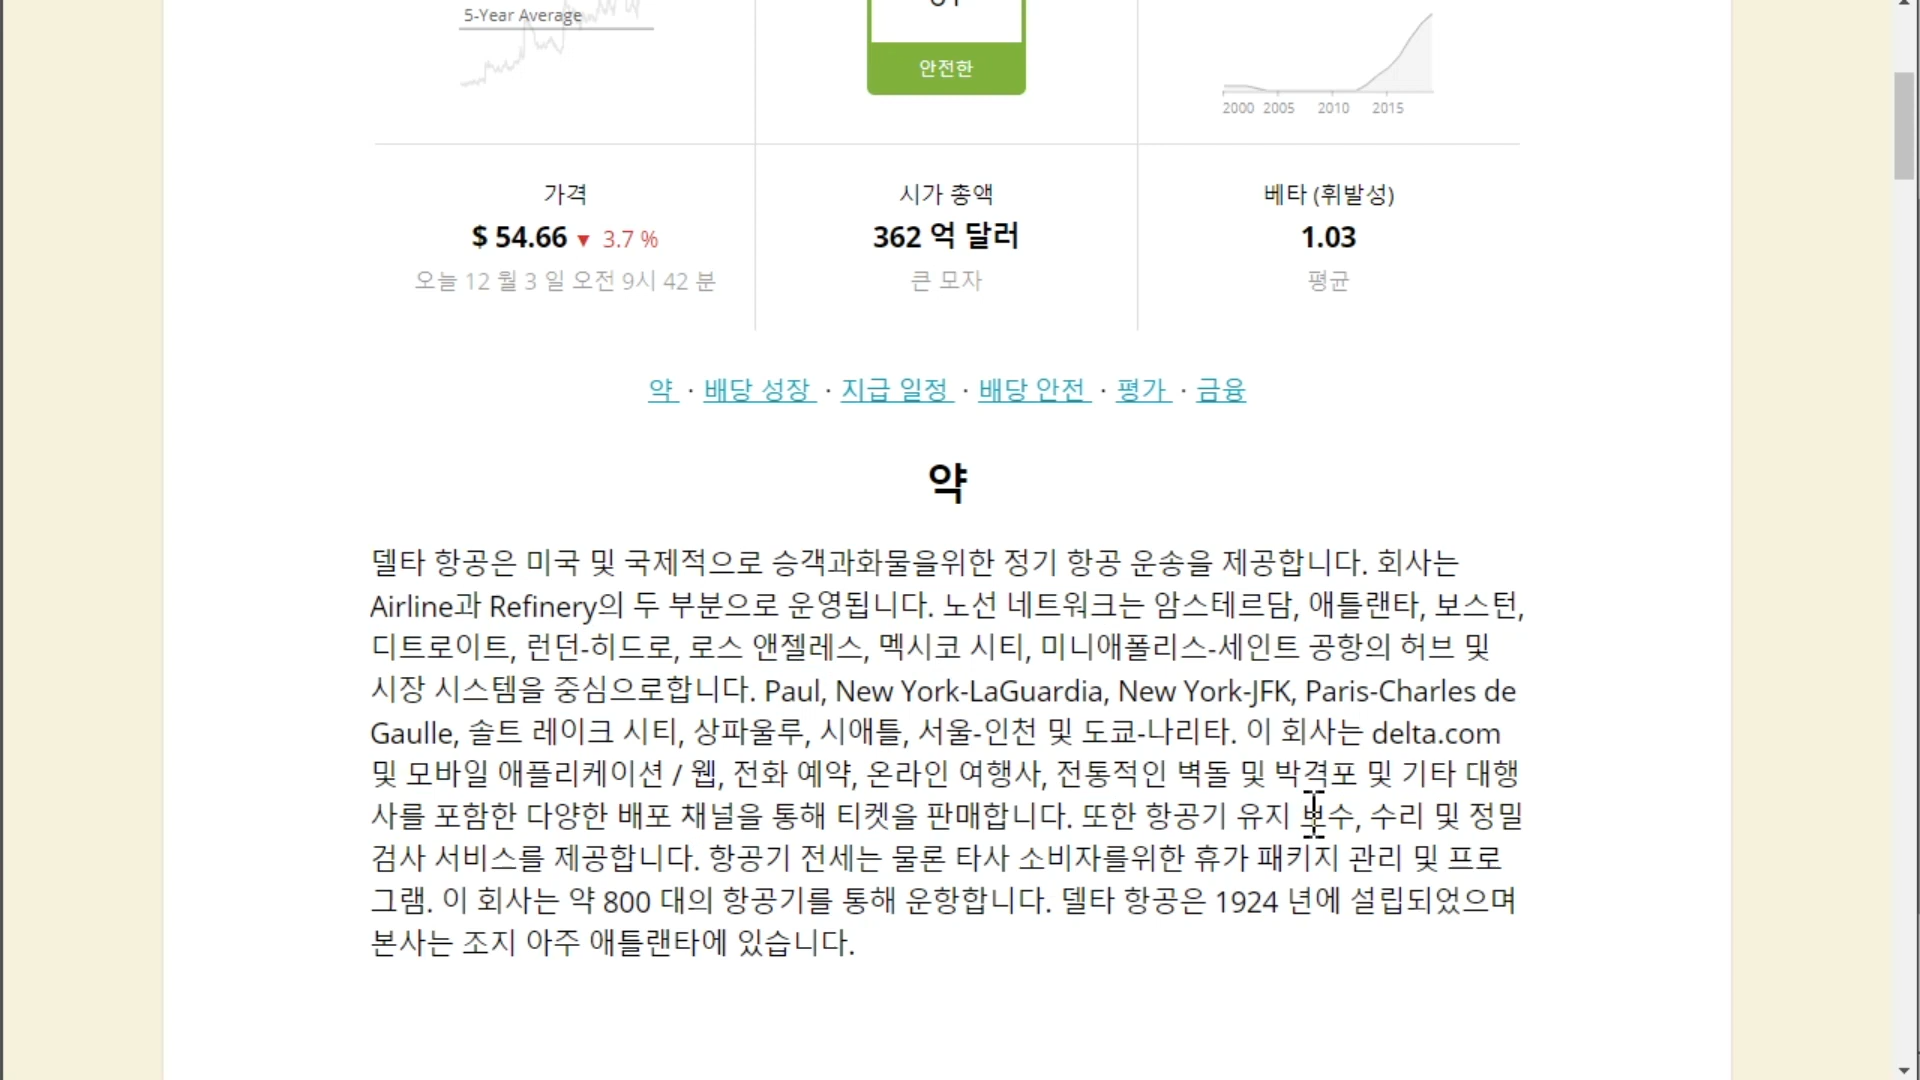 5-Year Average
안전한
2000 2005 2010 2015
가격
$ 54.66 ▼ 3.7 %
오늘 12 월 3 일 오전 9시 42 분
시가 총액
362 억 달러
큰 모자
베타 (휘발성)
1.03
평균
약 · 배당 성장 · 지급 일정 · 배당 안전 · 평가 · 금융
약
델타 항공은 미국 및 국제적으로 승객과화물을위한 정기 항공 운송을 제공합니다. 회사는
Airline과 Refinery의 두 부분으로 운영됩니다. 노선 네트워크는 암스테르담, 애틀랜타, 보스턴,
디트로이트, 런던-히드로, 로스 앤젤레스, 멕시코 시티, 미니애폴리스-세인트 공항의 허브 및
시장 시스템을 중심으로합니다. Paul, New York-LaGuardia, New York-JFK, Paris-Charles de
Gaulle, 솔트 레이크 시티, 상파울루, 시애틀, 서울-인천 및 도쿄-나리타. 이 회사는 delta.com
및 모바일 애플리케이션 / 웹, 전화 예약, 온라인 여행사, 전통적인 벽돌 및 박격포 및 기타 대행
사를 포함한 다양한 배포 채널을 통해 티켓을 판매합니다. 또한 항공기 유지 보수, 수리 및 정밀
검사 서비스를 제공합니다. 항공기 전세는 물론 타사 소비자를위한 휴가 패키지 관리 및 프로
그램. 이 회사는 약 800 대의 항공기를 통해 운항합니다. 델타 항공은 1924 년에 설립되었으며
본사는 조지 아주 애틀랜타에 있습니다.